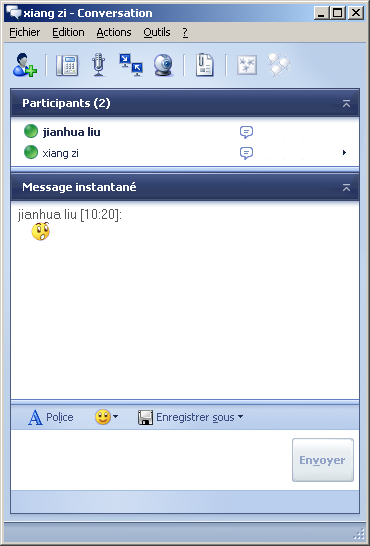 xiang zi - Conversation
Fichier Edition Actions Outils ?
Participants (2)
jianhua liu
xiang zi
Message instantané
jianhua liu [10:20]:
Police Enregistrer sous
Envoyer